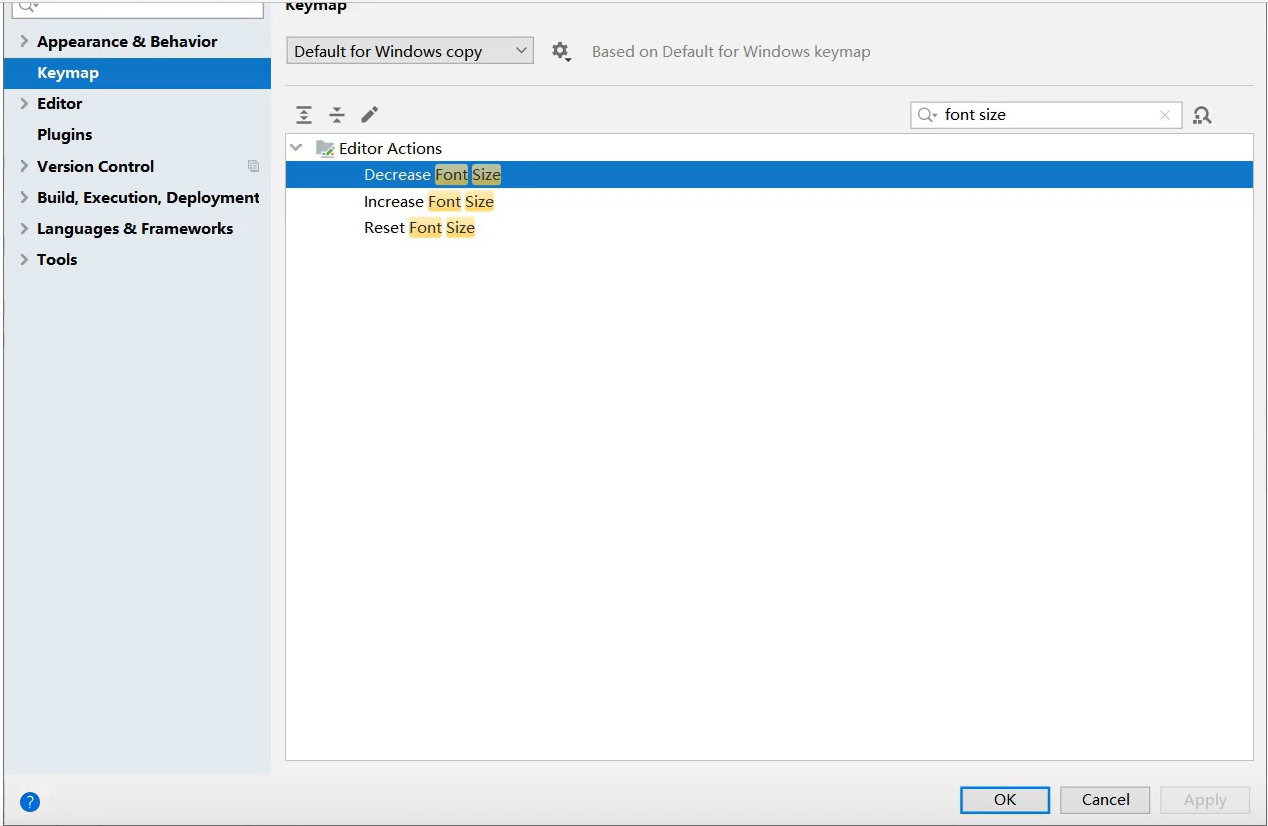 Keymap
Appearance & Behavior
Keymap
Editor
Plugins
Version Control
Build, Execution, Deployment
Languages & Frameworks
Tools
Default for Windows copy
Based on Default for Windows keymap
font size
Editor Actions
Decrease Font Size
Increase Font Size
Reset Font Size
?
OK
Cancel
Apply